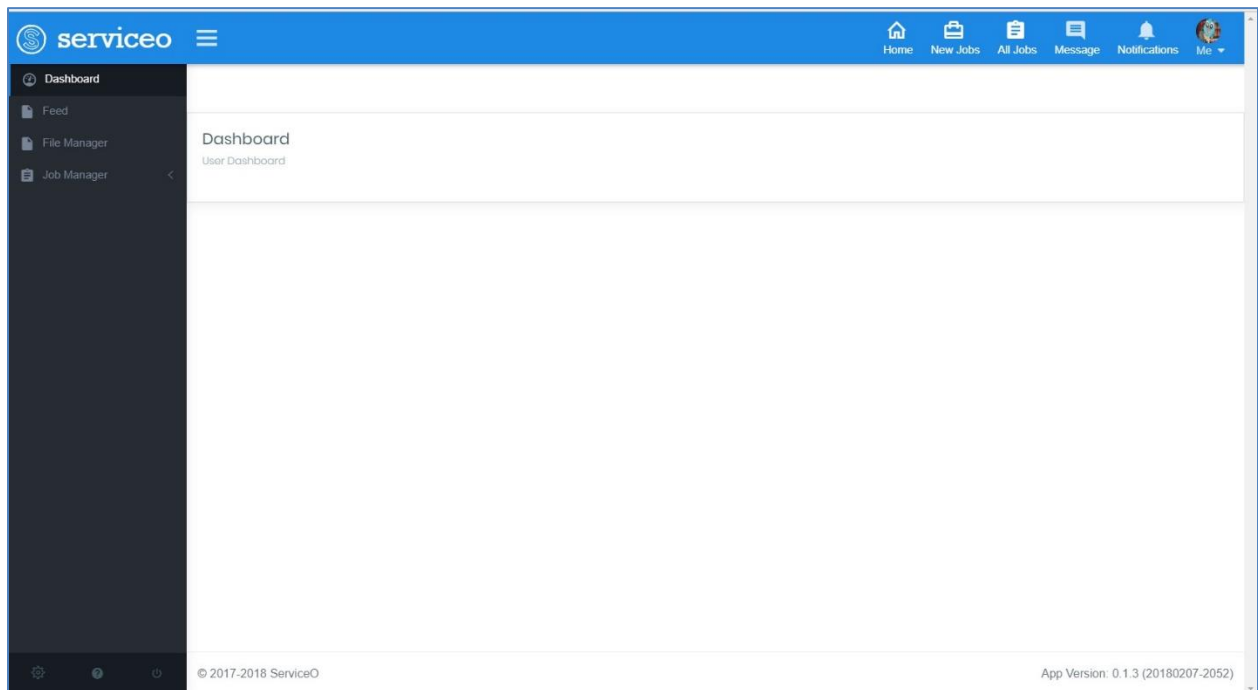 serviceo
Home New Jobs All Jobs Message Notifications Me
Dashboard
Feed
File Manager
Job Manager
Dashboard
User Dashboard
© 2017-2018 ServiceO
App Version: 0.1.3 (20180207-2052)